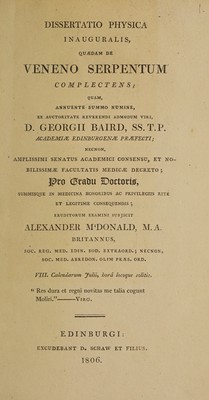 DISSERTATIO PHYSICA
INAUGURALIS,
QUÆDAM DE
VENENO SERPENTUM
COMPLECTENS;
QUAM,
ANNUENTE SUMMO NUMINE,
EX AUCTORITATE REVERENDI ADMODUM VIRI,
D. GEORGII BAIRD, SS. T. P.
ACADEMIÆ EDINBURGENÆ PRÆFECTI;
NECNON,
AMPLISSIMI SENATUS ACADEMICI CONSENSU, ET NO-
BILISSIMÆ FACULTATIS MEDICÆ DECRETO;
Pro Gradu Doctoris,
SUMMISQUE IN MEDICINA HONORIBUS AC PRIVILEGIIS RITE
ET LEGITIME CONSEQUENDIS;
ERUDITORUM EXAMINI SUBJICIT
ALEXANDER McDONALD, M. A.
BRITANNUS,
SOC. REG. MED. EDIN. SOD. EXTRAORD.; NECNON,
SOC. MED. ABREDON. OLIM PRÆS. ORD.
VIII. Calendarum Julii, hora locoque solitis.
" Res dura et regni novitas me talia cogunt
Moliri."——VIRG.
EDINBURGI:
EXCUDEBANT D. SCHAW ET FILIUS.
1806.